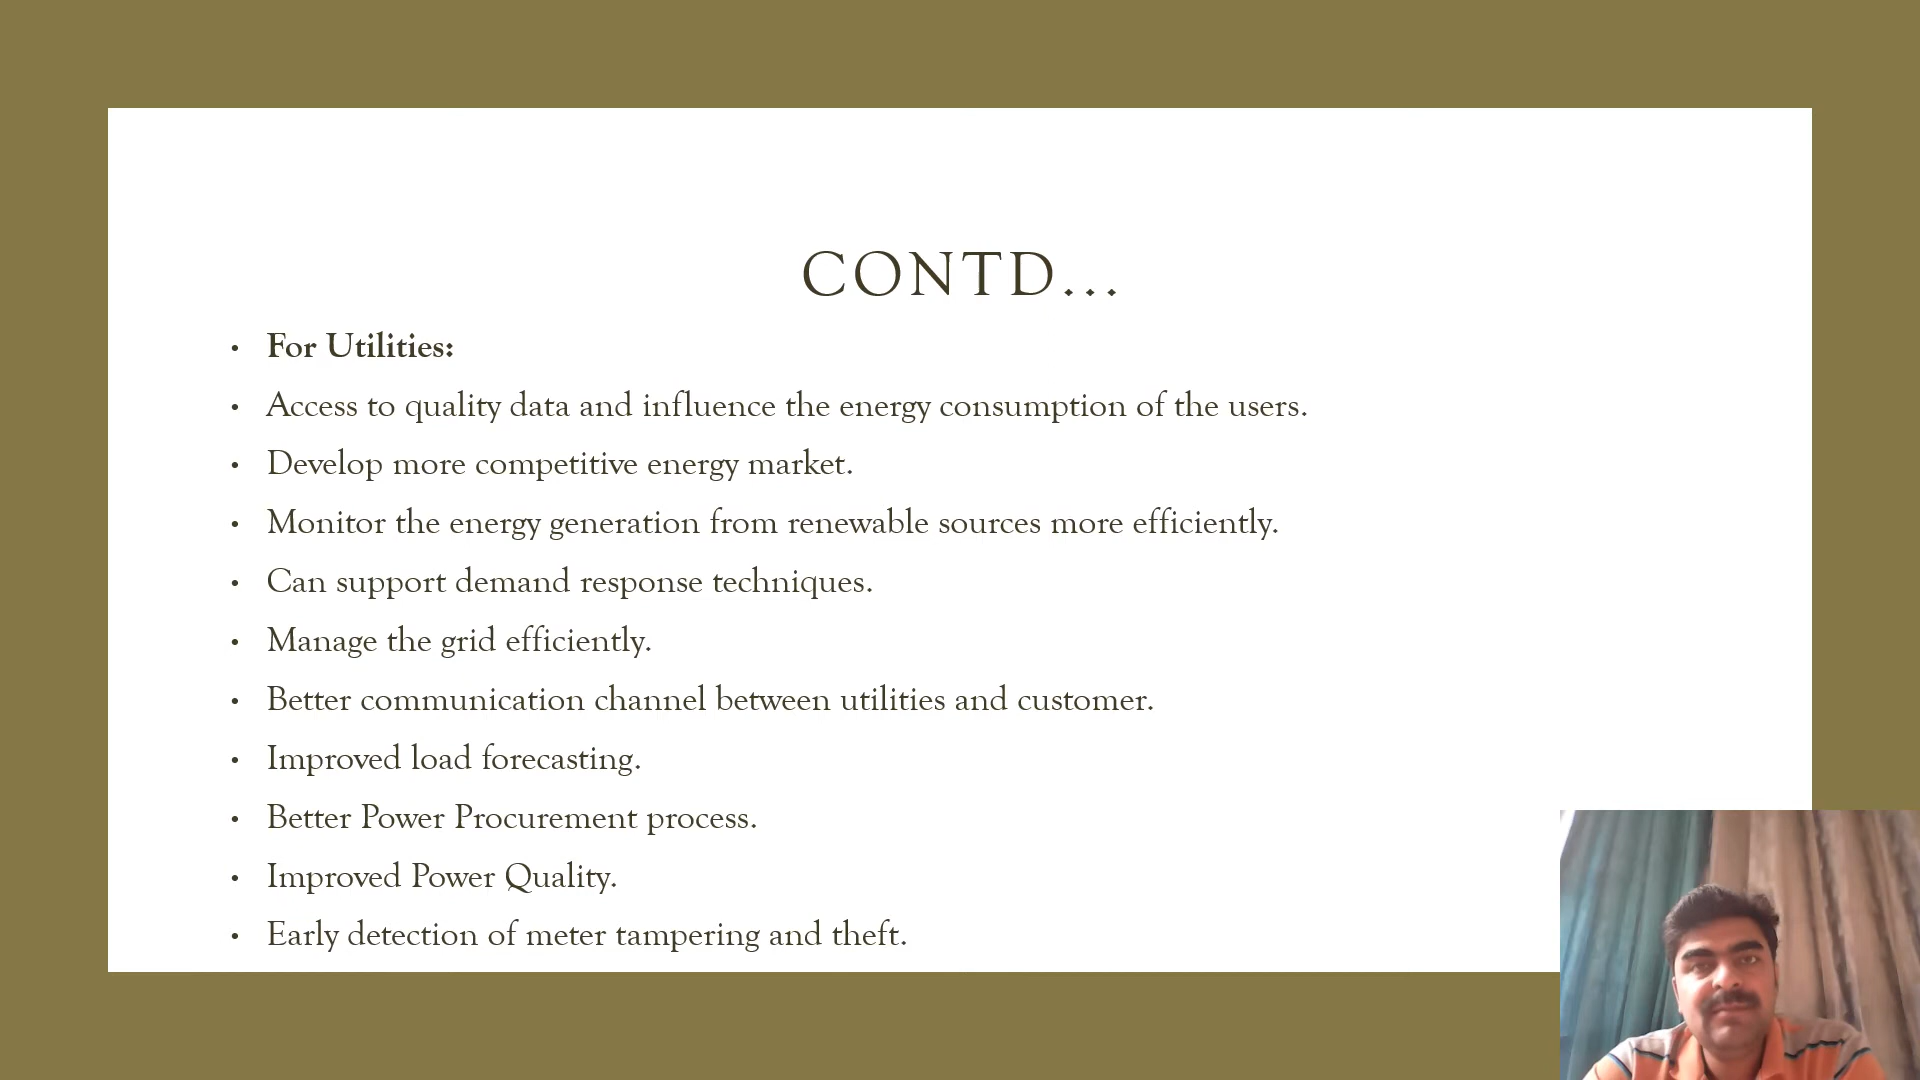 CONTD...
• For Utilities:
• Access to quality data and influence the energy consumption of the users.
• Develop more competitive energy market.
• Monitor the energy generation from renewable sources more efficiently.
• Can support demand response techniques.
• Manage the grid efficiently.
• Better communication channel between utilities and customer.
• Improved load forecasting.
• Better Power Procurement process.
• Improved Power Quality.
• Early detection of meter tampering and theft.